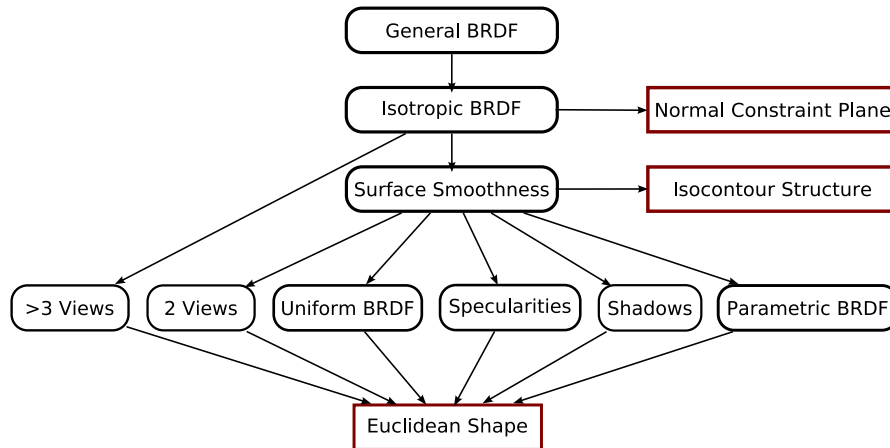 General BRDF
Isotropic BRDF
Normal Constraint Plane
Surface Smoothness
Isocontour Structure
>3 Views
2 Views
Uniform BRDF
Specularities
Shadows
Parametric BRDF
Euclidean Shape